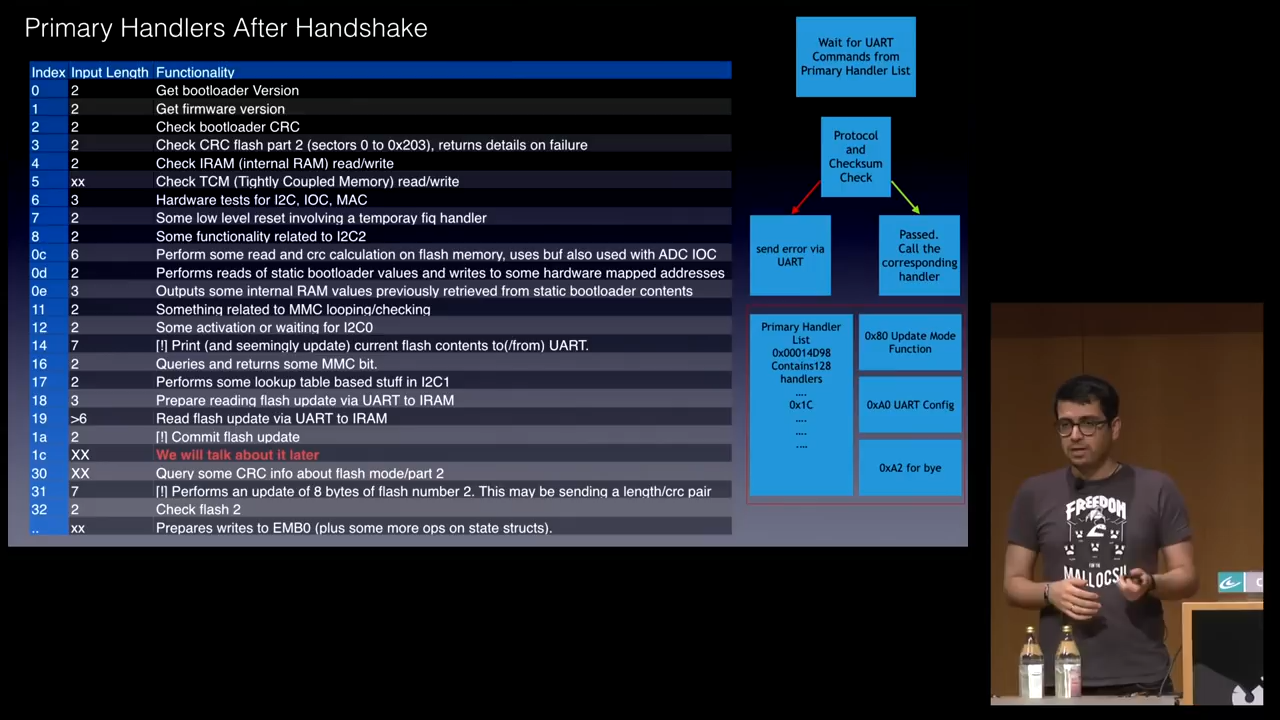 Primary Handlers After Handshake
Index Input Length Functionality
0 2 Get bootloader Version
1 2 Get firmware version
2 2 Check bootloader CRC
3 2 Check CRC flash part 2 (sectors 0 to 0x203), returns details on failure
4 2 Check IRAM (internal RAM) read/write
5 xx Check TCM (Tightly Coupled Memory) read/write
6 3 Hardware tests for I2C, IOC, MAC
7 2 Some low level reset involving a temporay fiq handler
8 2 Some functionality related to I2C2
0c 6 Perform some read and crc calculation on flash memory, uses buf also used with ADC IOC
0d 2 Performs reads of static bootloader values and writes to some hardware mapped addresses
0e 3 Outputs some internal RAM values previously retrieved from static bootloader contents
11 2 Something related to MMC looping/checking
12 2 Some activation or waiting for I2C0
14 7 [!] Print (and seemingly update) current flash contents to(/from) UART.
16 2 Queries and returns some MMC bit.
17 2 Performs some lookup table based stuff in I2C1
18 3 Prepare reading flash update via UART to IRAM
19 >6 Read flash update via UART to IRAM
1a 2 [!] Commit flash update
1c XX We will talk about it later
30 XX Query some CRC info about flash mode/part 2
31 7 [!] Performs an update of 8 bytes of flash number 2. This may be sending a length/crc pair
32 2 Check flash 2
.. xx Prepares writes to EMB0 (plus some more ops on state structs).
Wait for UART
Commands from
Primary Handler List
Protocol
and
Checksum
Check
send error via
UART
Passed.
Call the
corresponding
handler
Primary Handler
List
0x00014D98
Contains128
handlers
....
0x1C
....
....
....
0x80 Update Mode
Function
0xA0 UART Config
0xA2 for bye
FREEDOM
FOR THE
MALLOCS!!